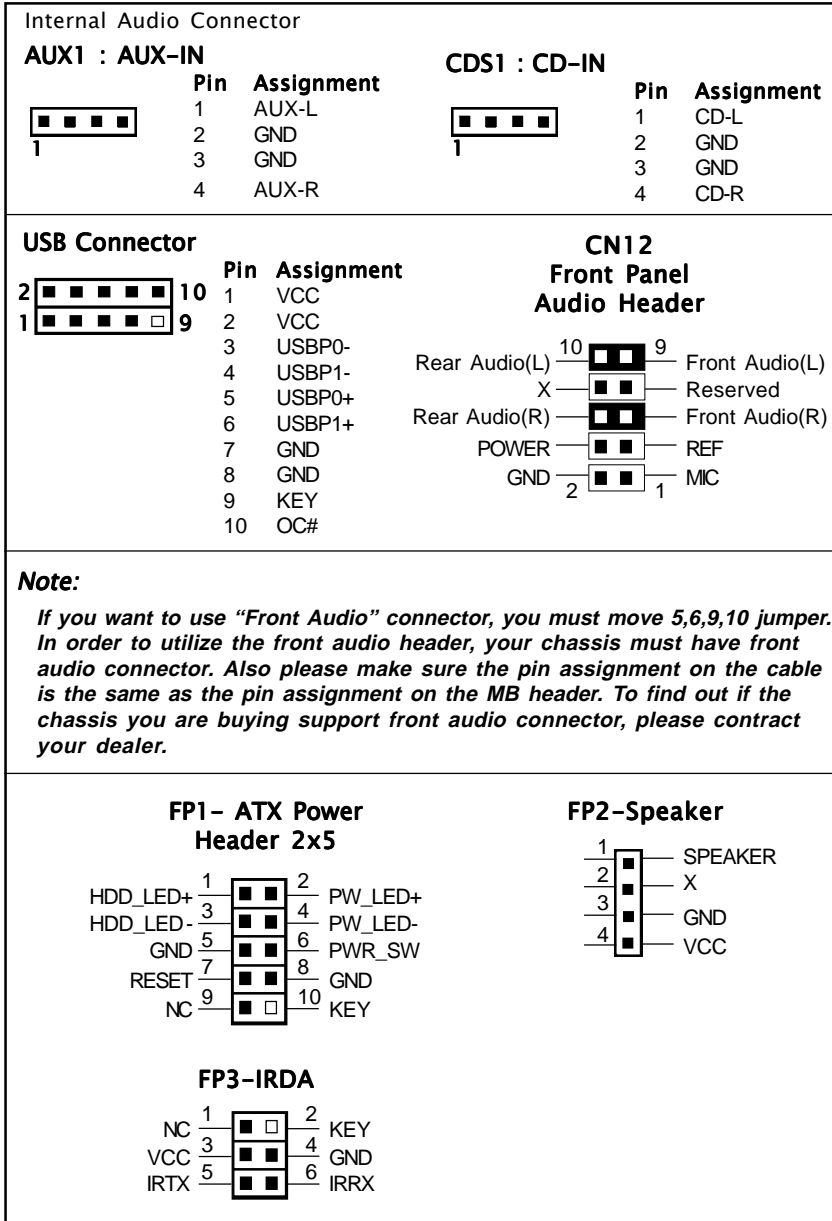 Internal Audio Connector
AUX1 : AUX-IN
Pin Assignment
1 AUX-L
2 GND
3 GND
4 AUX-R
1
CDS1 : CD-IN
Pin Assignment
1 CD-L
2 GND
3 GND
4 CD-R
1
USB Connector
2 10
1 9
Pin Assignment
1 VCC
2 VCC
3 USBP0-
4 USBP1-
5 USBP0+
6 USBP1+
7 GND
8 GND
9 KEY
10 OC#
CN12
Front Panel
Audio Header
Rear Audio(L) 10 9 Front Audio(L)
X Reserved
Rear Audio(R) Front Audio(R)
POWER REF
GND 2 1 MIC
Note:
If you want to use “Front Audio” connector, you must move 5,6,9,10 jumper.
In order to utilize the front audio header, your chassis must have front
audio connector. Also please make sure the pin assignment on the cable
is the same as the pin assignment on the MB header. To find out if the
chassis you are buying support front audio connector, please contract
your dealer.
FP1- ATX Power
Header 2x5
HDD_LED+ 1 2 PW_LED+
HDD_LED- 3 4 PW_LED-
GND 5 6 PWR_SW
RESET 7 8 GND
NC 9 10 KEY
FP2-Speaker
1 SPEAKER
2 X
3 GND
4 VCC
FP3-IRDA
NC 1 2 KEY
VCC 3 4 GND
IRTX 5 6 IRRX